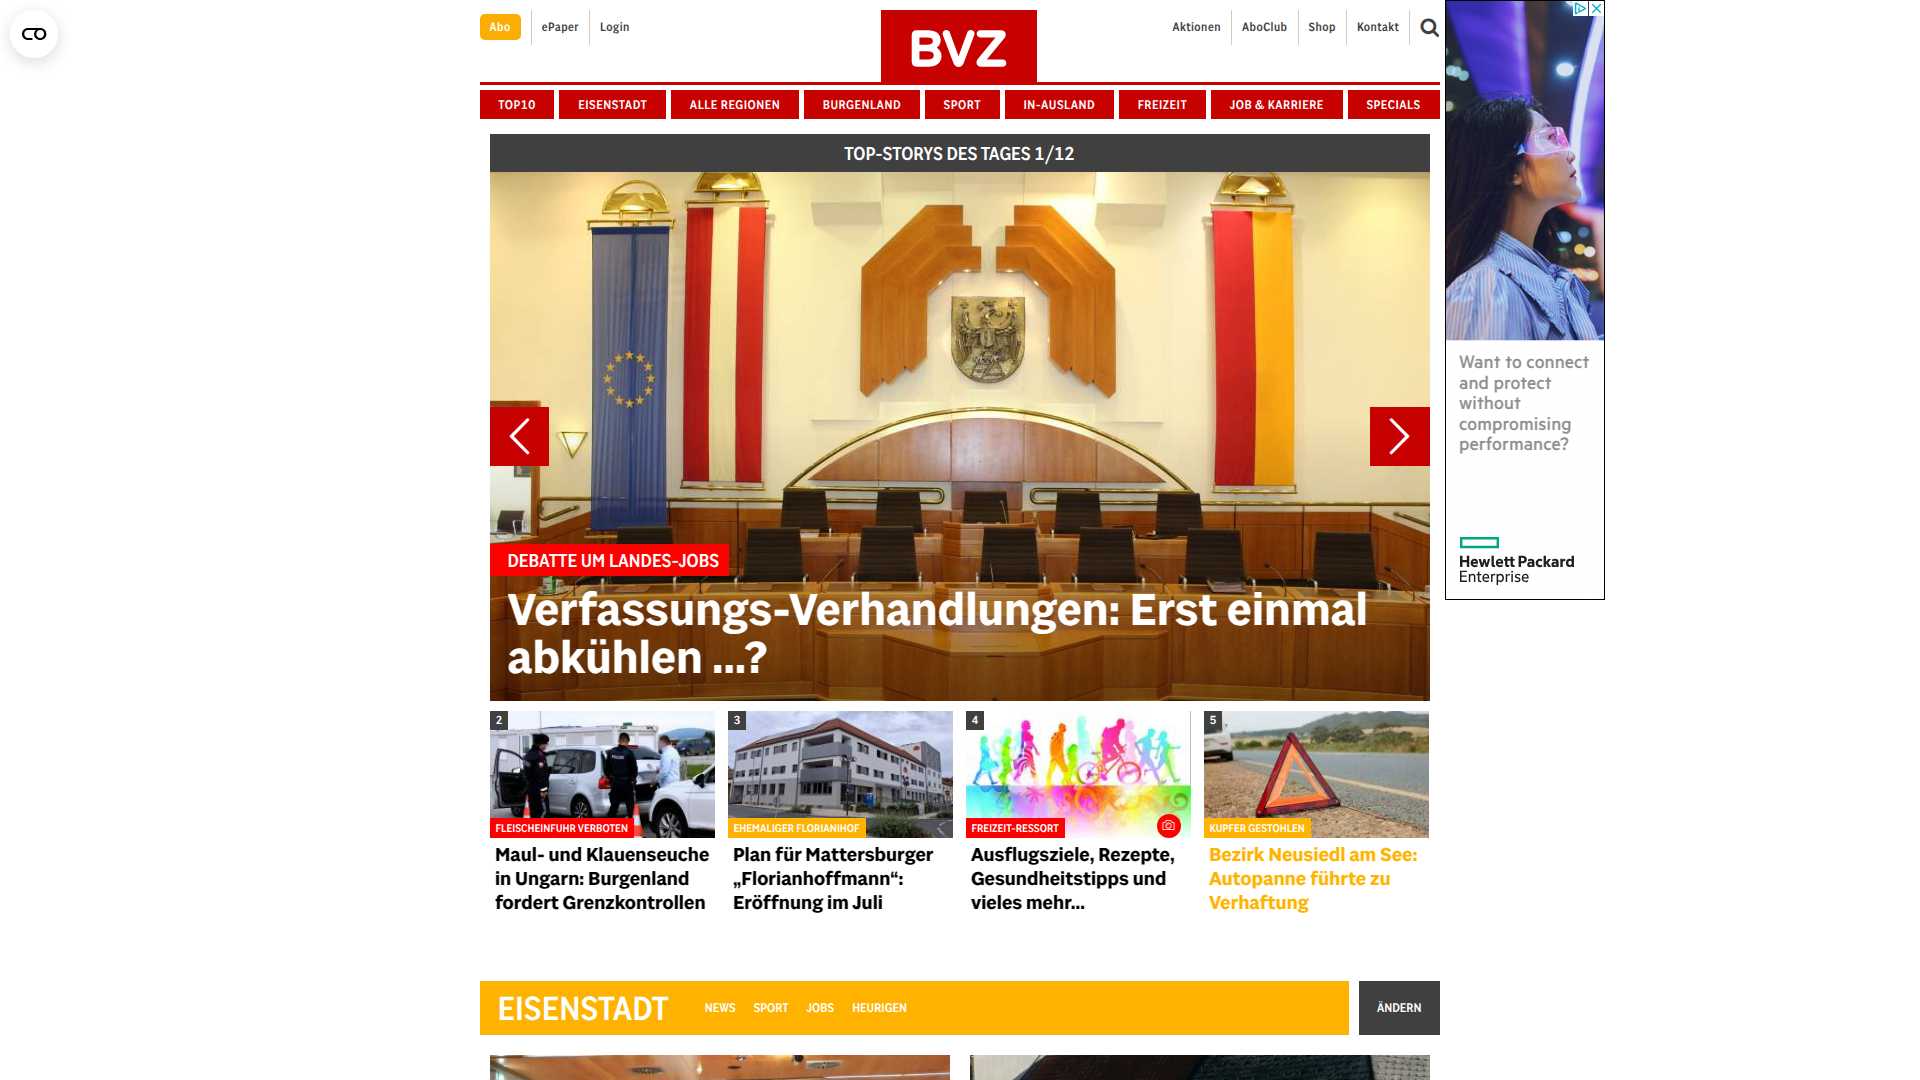 Abo
ePaper
Login
BVZ
Aktionen
AboClub
Shop
Kontakt
TOP10
EISENSTADT
ALLE REGIONEN
BURGENLAND
SPORT
IN-AUSLAND
FREIZEIT
JOB & KARRIERE
SPECIALS
TOP-STORYS DES TAGES 1/12
DEBATTE UM LANDES-JOBS
Verfassungs-Verhandlungen: Erst einmal
abkühlen ...?
Want to connect
and protect
without
compromising
performance?
Hewlett Packard
Enterprise
2
FLEISCHEINFUHR VERBOTEN
Maul- und Klauenseuche
in Ungarn: Burgenland
fordert Grenzkontrollen
3
EHEMALIGER FLORIANIHOF
Plan für Mattersburger
„Florianhoffmann“:
Eröffnung im Juli
4
FREIZEIT-RESSORT
Ausflugsziele, Rezepte,
Gesundheitstipps und
vieles mehr...
5
KUPFER GESTOHLEN
Bezirk Neusiedl am See:
Autopanne führte zu
Verhaftung
EISENSTADT
NEWS
SPORT
JOBS
HEURIGEN
ÄNDERN